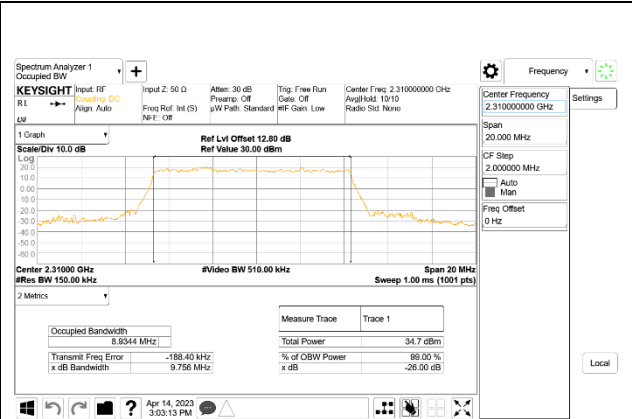 Spectrum Analyzer 1
Occupied BW
Frequency
KEYSIGHT
R L
Input: RF
Coupling: DC
Align: Auto
Input Z: 50 Ω
Freq Ref: Int (S)
NFE: Off
Atten: 30 dB
Preamp: Off
µW Path: Standard
Trig: Free Run
Gate: Off
#IF Gain: Low
Center Freq: 2.310000000 GHz
Avg|Hold: 10/10
Radio Std: None
Center Frequency
2.310000000 GHz
Settings
Span
20.000 MHz
CF Step
2.000000 MHz
Auto
Man
Freq Offset
0 Hz
1 Graph
Scale/Div 10.0 dB
Ref Lvl Offset 12.80 dB
Ref Value 30.00 dBm
Log
20.0
10.0
0.00
-10.0
-20.0
-30.0
-40.0
-50.0
-60.0
Center 2.31000 GHz
#Video BW 510.00 kHz
Span 20 MHz
#Res BW 150.00 kHz
Sweep 1.00 ms (1001 pts)
2 Metrics
Measure Trace
Trace 1
Occupied Bandwidth
8.9344 MHz
Total Power
34.7 dBm
Transmit Freq Error
-188.40 kHz
% of OBW Power
99.00 %
x dB Bandwidth
9.756 MHz
x dB
-26.00 dB
Local
Apr 14, 2023
3:03:13 PM